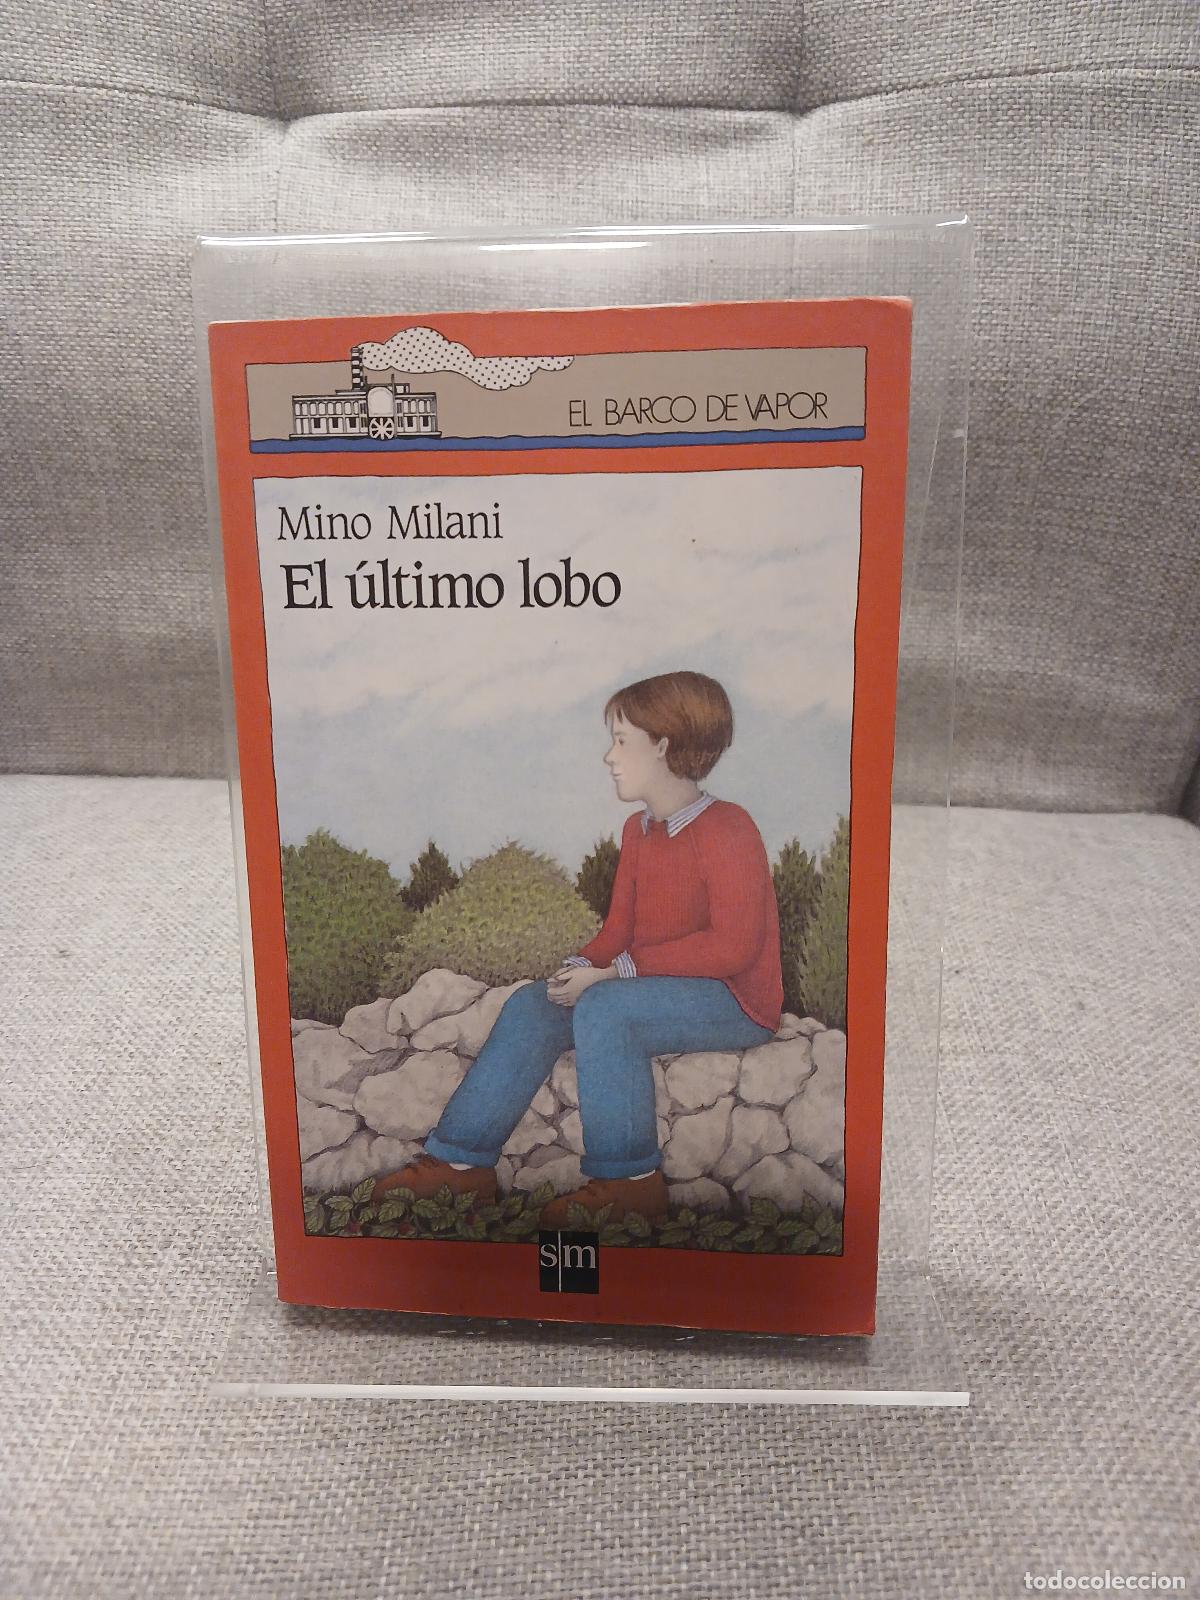 EL BARCO DE VAPOR
Mino Milani
El último lobo
sm
todocoleccion